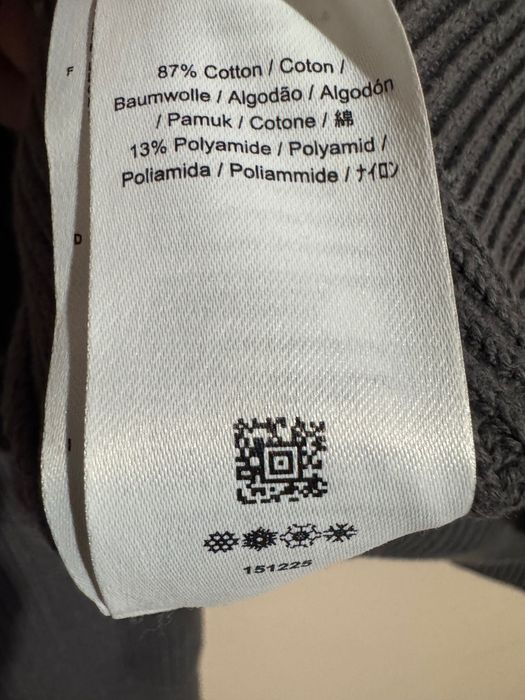 87% Cotton / Coton /
Baumwolle / Algodão / Algodón
/ Pamuk / Cotone / 綿
13% Polyamide / Polyamid /
Poliamida / Poliammide / ナイロン
F
D
I
151225